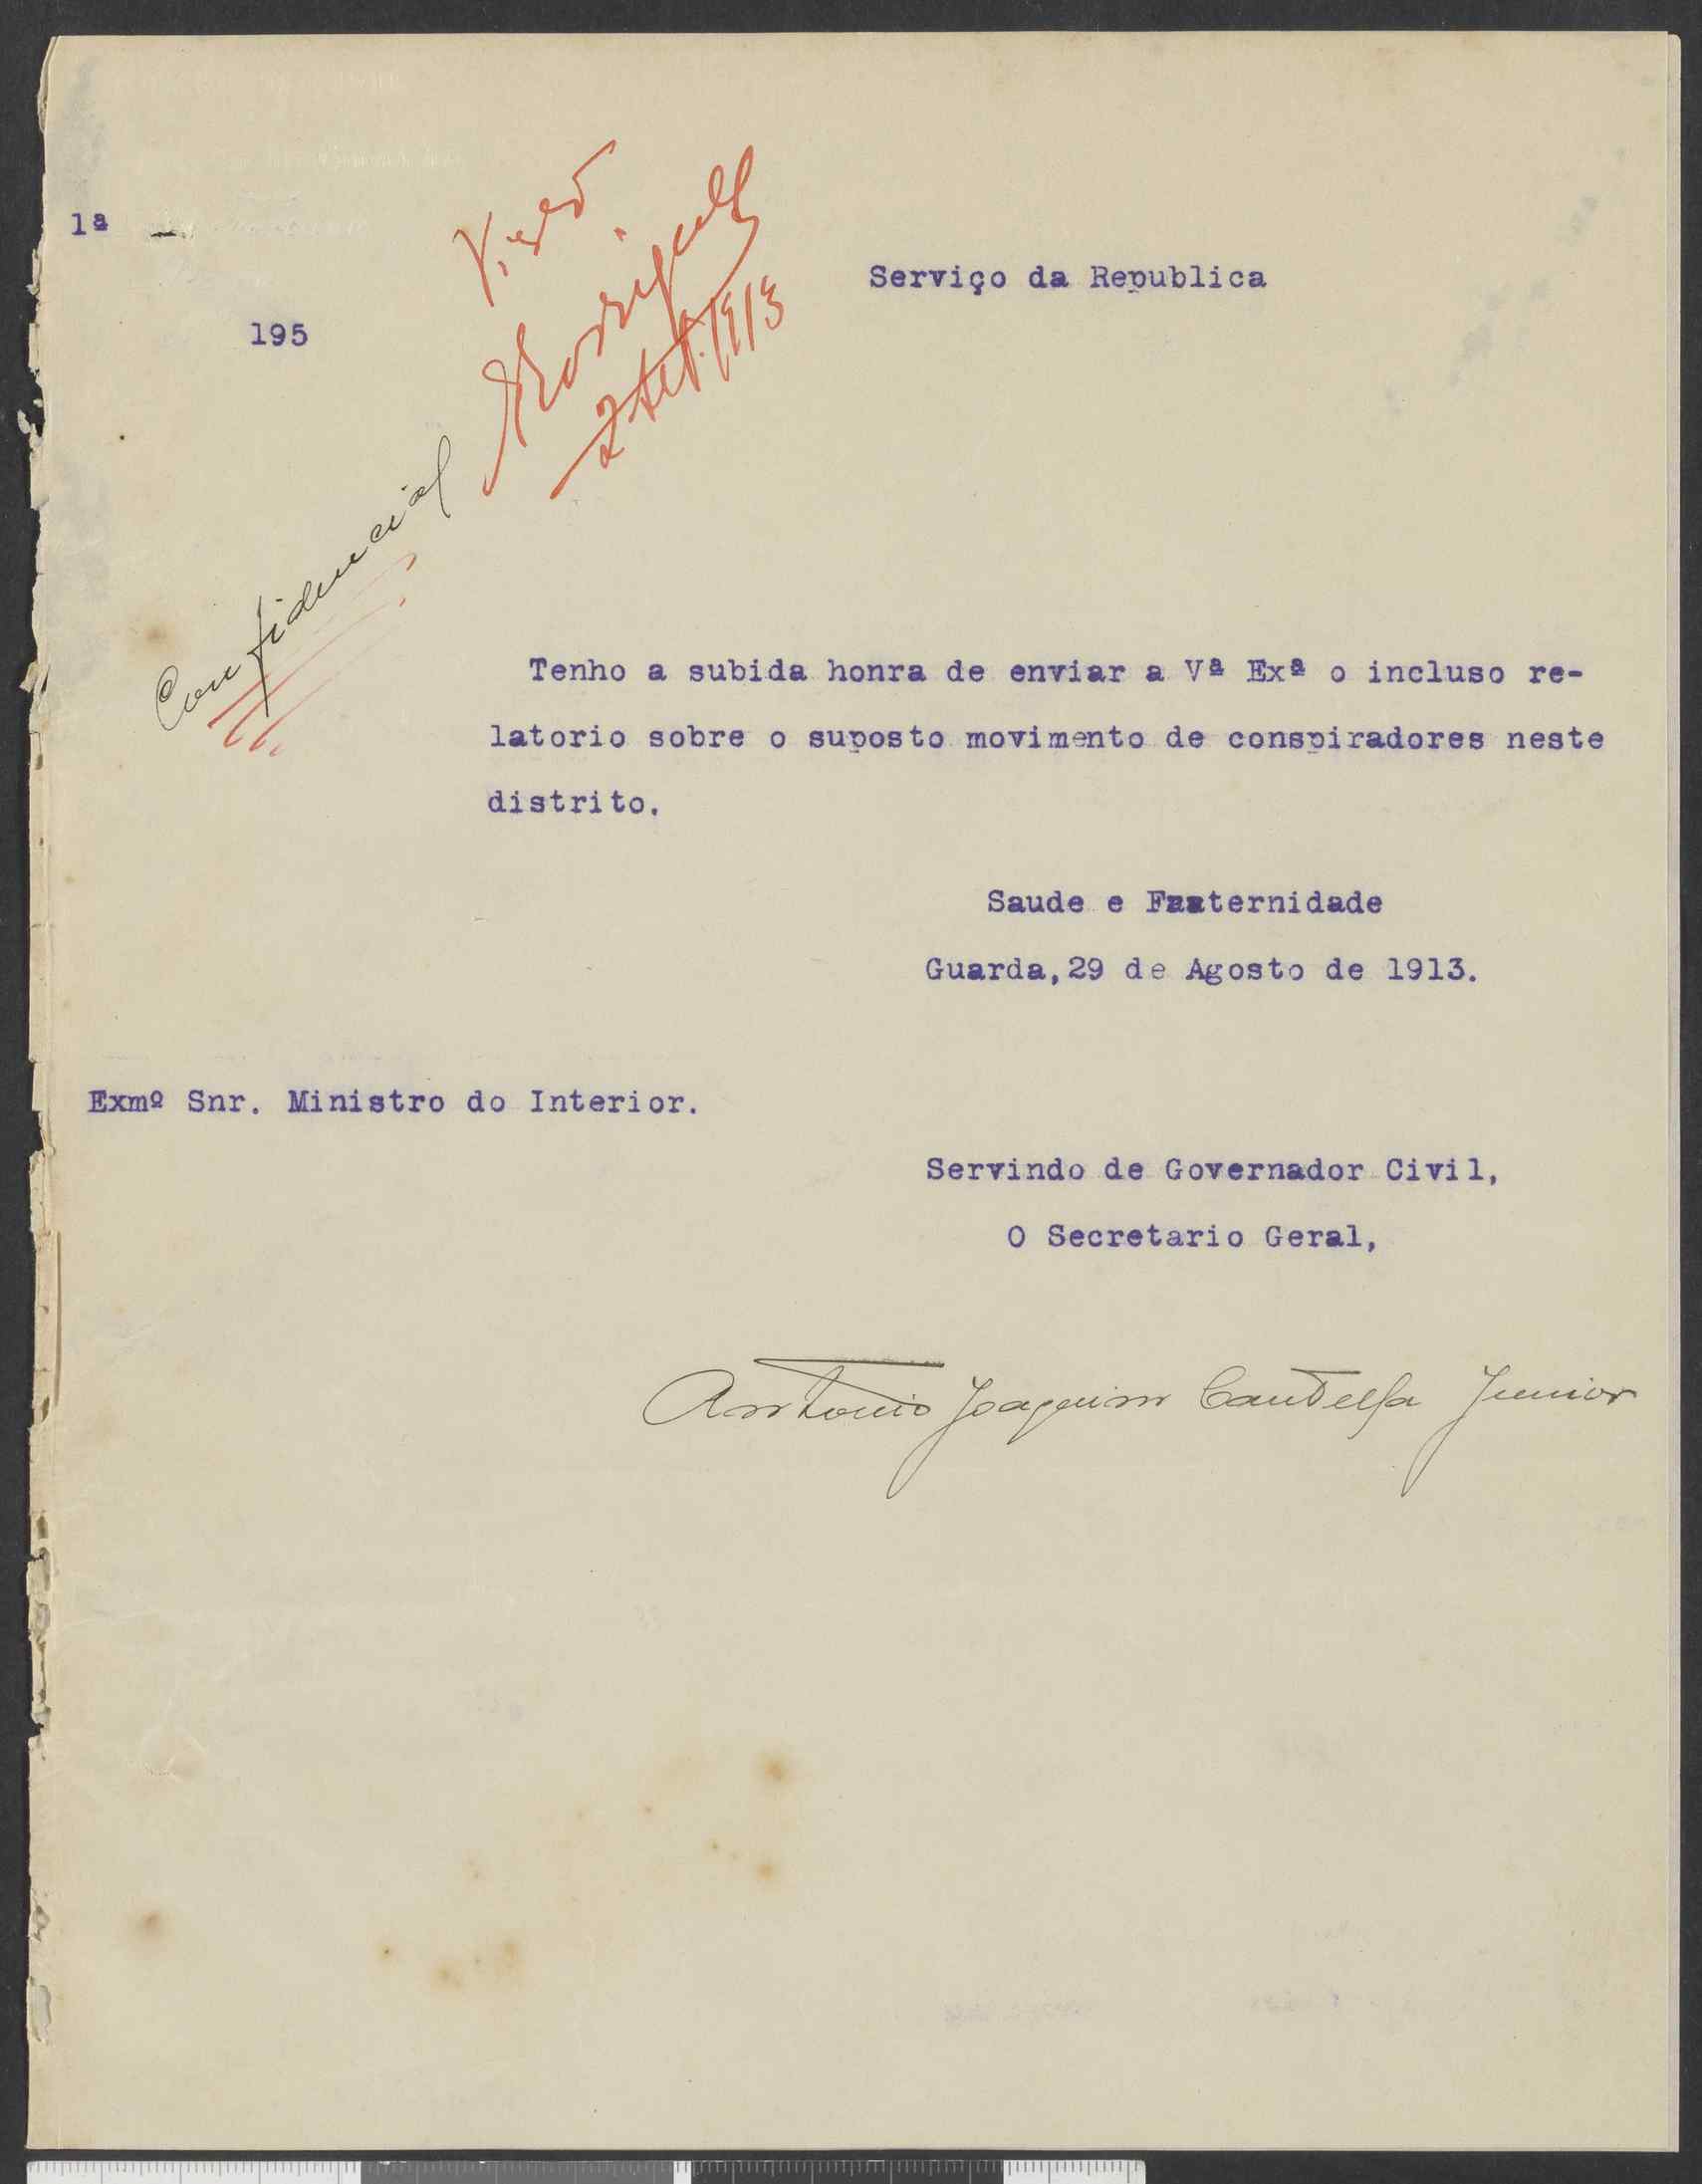 1ª
195
Visto
Rodrigues
2 Set. 1913
Serviço da Republica
Confidencial
Tenho a subida honra de enviar a Vª Exª o incluso re-
latorio sobre o suposto movimento de conspiradores neste
distrito.
Saude e Fraternidade
Guarda,29 de Agosto de 1913.
Exmº Snr. Ministro do Interior.
Servindo de Governador Civil,
O Secretario Geral,
Antonio Joaquim Junior